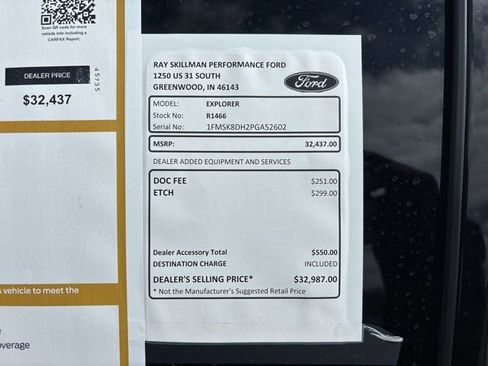 Scan QR code for more
vehicle info including a
CARFAX Report.
DEALER PRICE
45735
$32,437
s vehicle to meet the
overage
RAY SKILLMAN PERFORMANCE FORD
1250 US 31 SOUTH
GREENWOOD, IN 46143
Ford
MODEL: EXPLORER
Stock No: R1466
Serial No: 1FMSK8DH2PGA52602
MSRP: 32,437.00
DEALER ADDED EQUIPMENT AND SERVICES
DOC FEE $251.00
ETCH $299.00
Dealer Accessory Total $550.00
DESTINATION CHARGE INCLUDED
DEALER'S SELLING PRICE* $32,987.00
* Not the Manufacturer's Suggested Retail Price